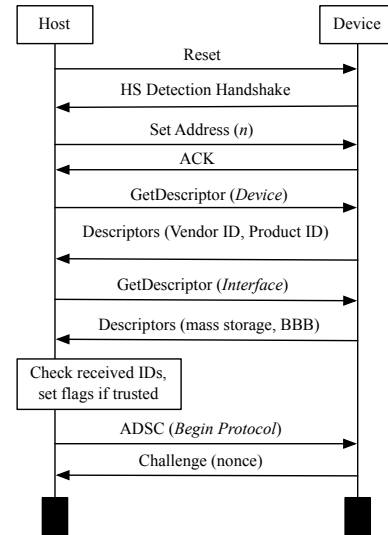 Host
Device
Reset
HS Detection Handshake
Set Address (n)
ACK
GetDescriptor (Device)
Descriptors (Vendor ID, Product ID)
GetDescriptor (Interface)
Descriptors (mass storage, BBB)
Check received IDs,
set flags if trusted
ADSC (Begin Protocol)
Challenge (nonce)